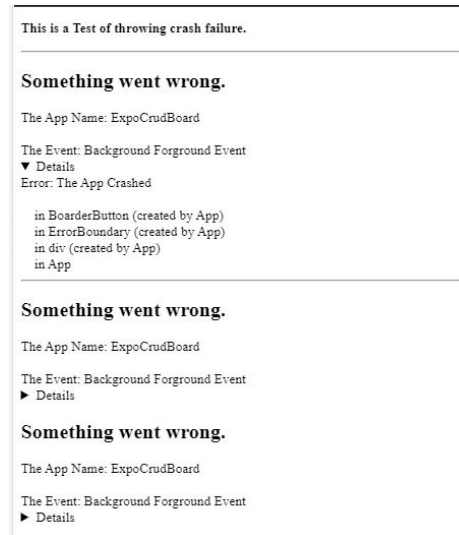 This is a Test of throwing crash failure.
Something went wrong.
The App Name: ExpoCrudBoard
The Event: Background Forground Event
▼ Details
Error: The App Crashed
in BoarderButton (created by App)
in ErrorBoundary (created by App)
in div (created by App)
in App
Something went wrong.
The App Name: ExpoCrudBoard
The Event: Background Forground Event
► Details
Something went wrong.
The App Name: ExpoCrudBoard
The Event: Background Forground Event
► Details